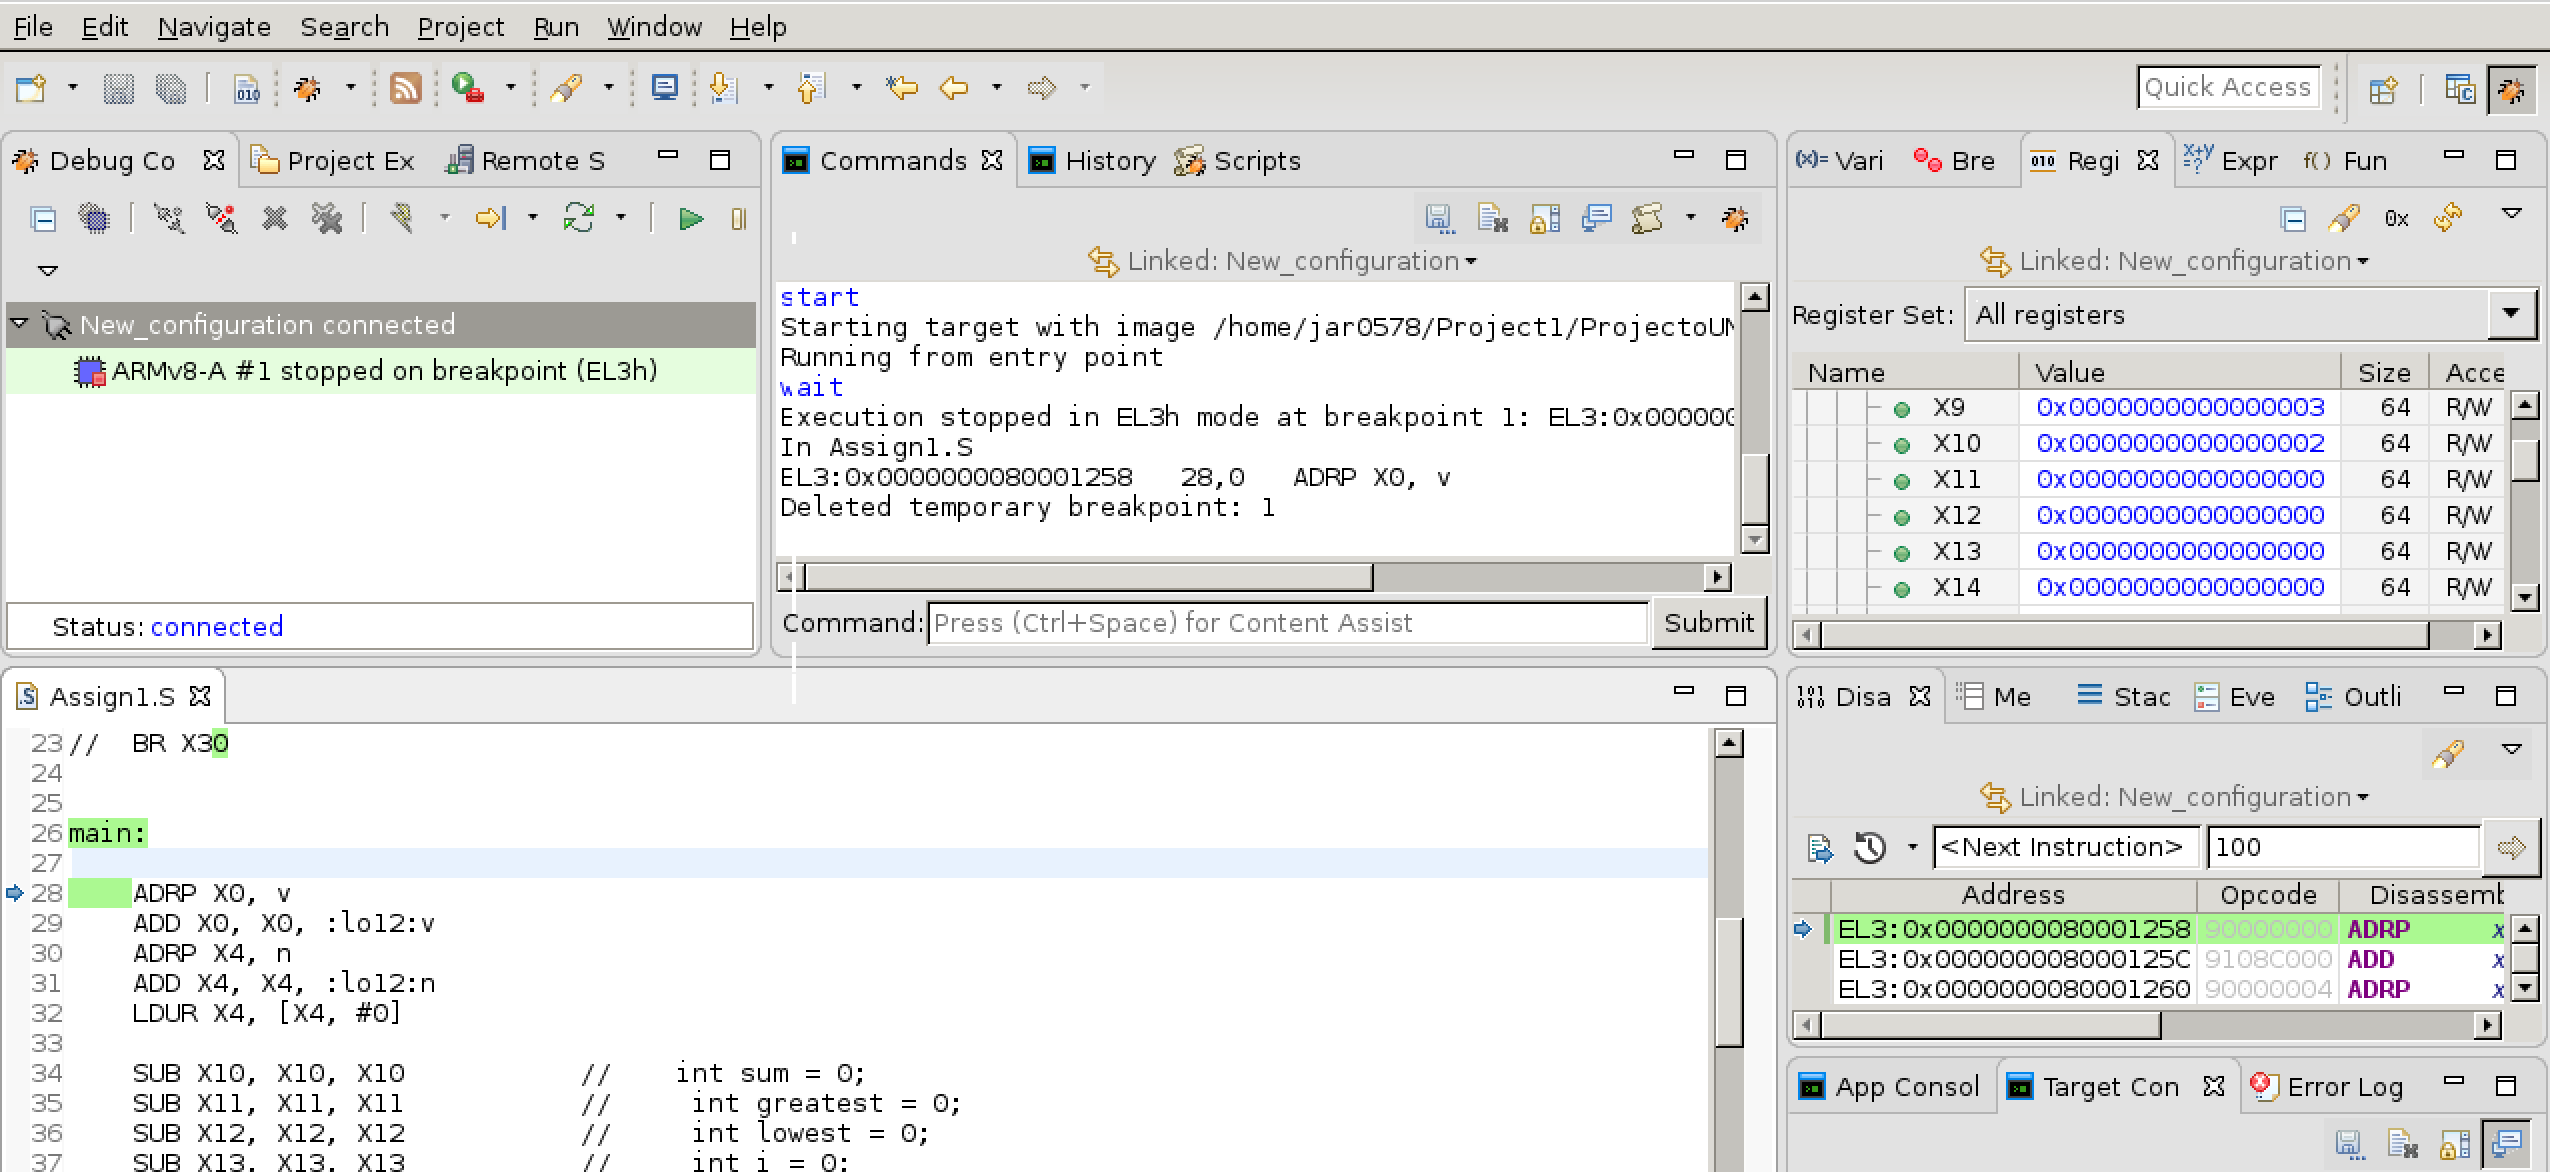 File Edit Navigate Search Project Run Window Help
Quick Access
Debug Co Project Ex Remote S
New_configuration connected
ARMv8-A #1 stopped on breakpoint (EL3h)
Status: connected
Commands History Scripts
Linked: New_configuration
start
Starting target with image /home/jar0578/Project1/ProjectoUN
Running from entry point
wait
Execution stopped in EL3h mode at breakpoint 1: EL3:0x000000
In Assign1.S
EL3:0x0000000080001258 28,0 ADRP X0, v
Deleted temporary breakpoint: 1
Command: Press (Ctrl+Space) for Content Assist Submit
(x)= Vari Bre 010 Regi x+y=? Expr f() Fun
0x
Linked: New_configuration
Register Set: All registers
Name Value Size Acce
X9 0x0000000000000003 64 R/W
X10 0x0000000000000002 64 R/W
X11 0x0000000000000000 64 R/W
X12 0x0000000000000000 64 R/W
X13 0x0000000000000000 64 R/W
X14 0x0000000000000000 64 R/W
Assign1.S
23 // BR X30
24
25
26 main:
27
28 ADRP X0, v
29 ADD X0, X0, :lo12:v
30 ADRP X4, n
31 ADD X4, X4, :lo12:n
32 LDUR X4, [X4, #0]
33
34 SUB X10, X10, X10 // int sum = 0;
35 SUB X11, X11, X11 // int greatest = 0;
36 SUB X12, X12, X12 // int lowest = 0;
37 SUB X13, X13, X13 // int i = 0;
Disa Me Stac Eve Outli
Linked: New_configuration
<Next Instruction> 100
Address Opcode Disassemb
EL3:0x0000000080001258 90000000 ADRP x
EL3:0x000000008000125C 9108C000 ADD x
EL3:0x0000000080001260 90000004 ADRP x
App Consol Target Con Error Log